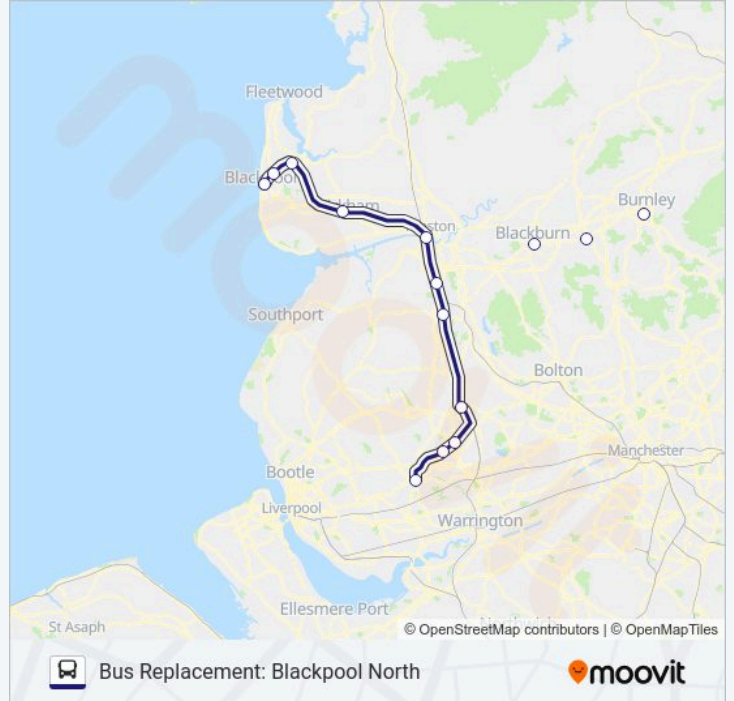 Fleetwood
Burnley
Blackburn
Southport
Bolton
Manchester
Bootle
Liverpool
Warrington
Ellesmere Port
St Asaph
© OpenStreetMap contributors | © OpenMapTiles
Bus Replacement: Blackpool North
moovit